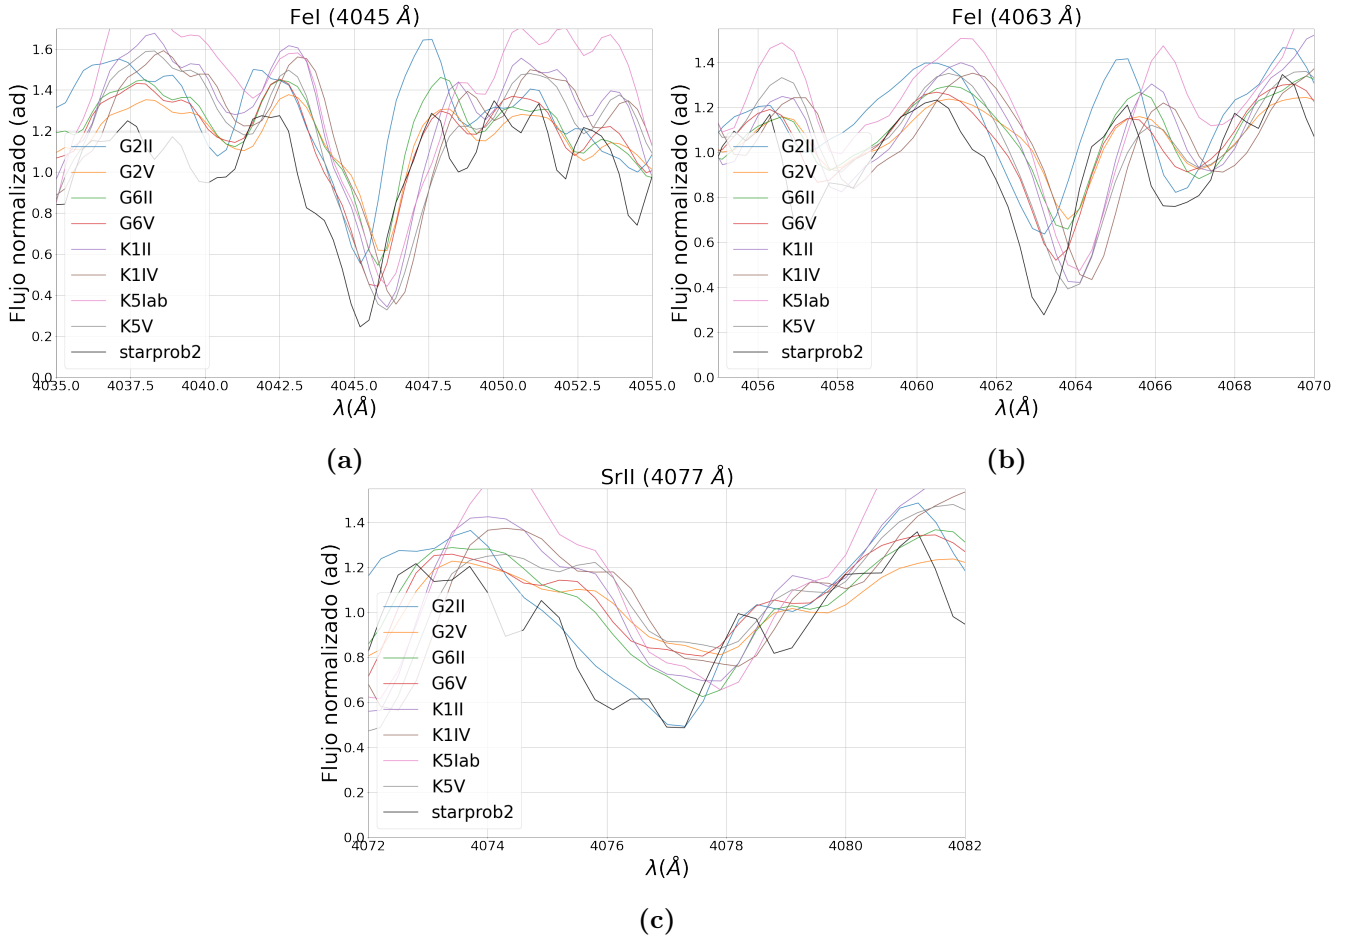 FeI (4045 Å)
Flujo normalizado (ad)
1.6
1.4
1.2
1.0
0.8
0.6
0.4
0.2
0.0
G2II
G2V
G6II
G6V
K1II
K1IV
K5Iab
K5V
starprob2
4035.0 4037.5 4040.0 4042.5 4045.0 4047.5 4050.0 4052.5 4055.0
λ(Å)
(a)
FeI (4063 Å)
Flujo normalizado (ad)
1.4
1.2
1.0
0.8
0.6
0.4
0.2
0.0
G2II
G2V
G6II
G6V
K1II
K1IV
K5Iab
K5V
starprob2
4056 4058 4060 4062 4064 4066 4068 4070
λ(Å)
(b)
SrII (4077 Å)
Flujo normalizado (ad)
1.4
1.2
1.0
0.8
0.6
0.4
0.2
0.0
G2II
G2V
G6II
G6V
K1II
K1IV
K5Iab
K5V
starprob2
4072 4074 4076 4078 4080 4082
λ(Å)
(c)